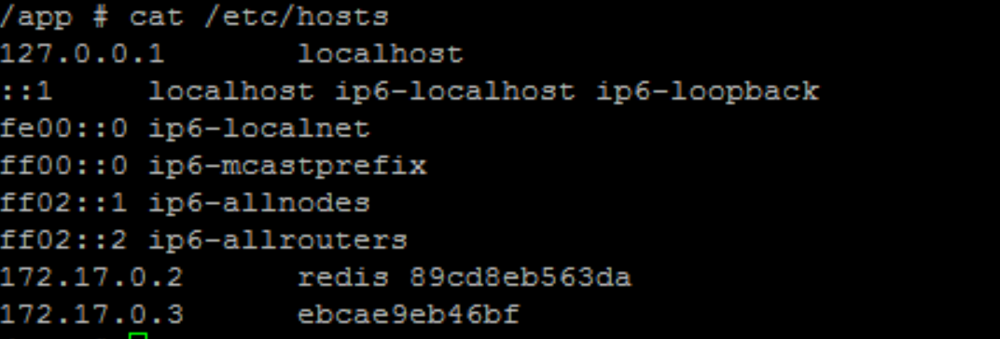 /app # cat /etc/hosts
127.0.0.1 localhost
::1 localhost ip6-localhost ip6-loopback
fe00::0 ip6-localnet
ff00::0 ip6-mcastprefix
ff02::1 ip6-allnodes
ff02::2 ip6-allrouters
172.17.0.2 redis 89cd8eb563da
172.17.0.3 ebcae9eb46bf